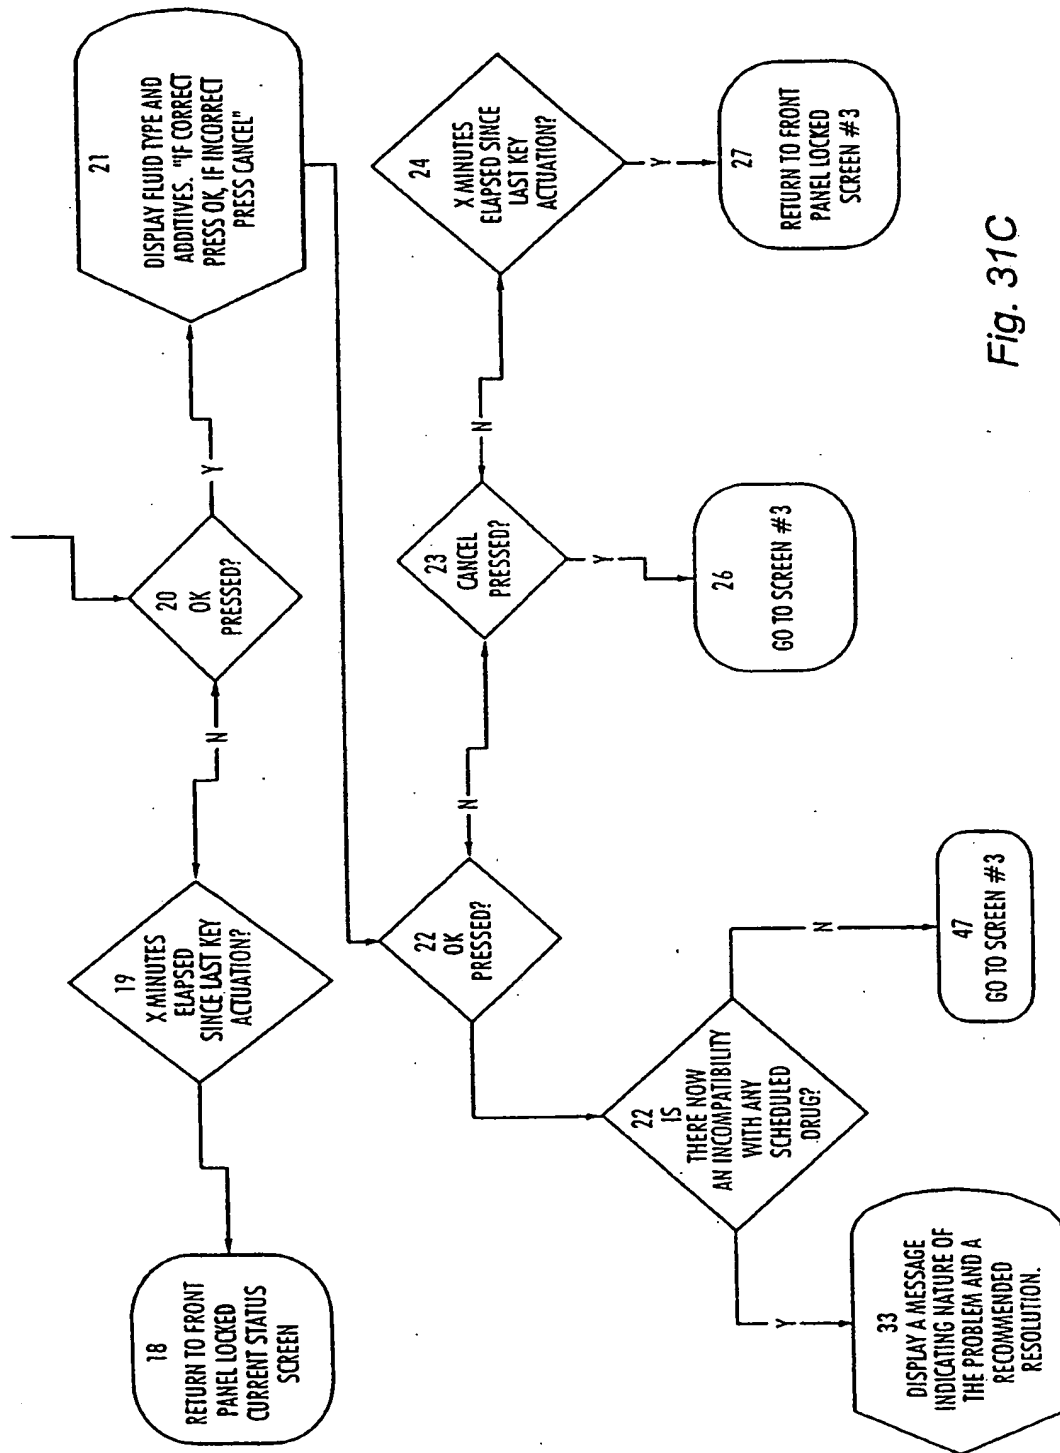 18
RETURN TO FRONT
PANEL LOCKED
CURRENT STATUS
SCREEN
19
X MINUTES
ELAPSED
SINCE LAST KEY
ACTUATION?
N
20
OK
PRESSED?
Y
21
DISPLAY FLUID TYPE AND
ADDITIVES. "IF CORRECT
PRESS OK, IF INCORRECT
PRESS CANCEL"
22
OK
PRESSED?
N
23
CANCEL
PRESSED?
N
24
X MINUTES
ELAPSED SINCE
LAST KEY
ACTUATION?
Y
26
GO TO SCREEN #3
Y
27
RETURN TO FRONT
PANEL LOCKED
SCREEN #3
22
IS
THERE NOW
AN INCOMPATIBILITY
WITH ANY
SCHEDULED
DRUG?
N
47
GO TO SCREEN #3
Y
33
DISPLAY A MESSAGE
INDICATING NATURE OF
THE PROBLEM AND A
RECOMMENDED
RESOLUTION.
Fig. 31C